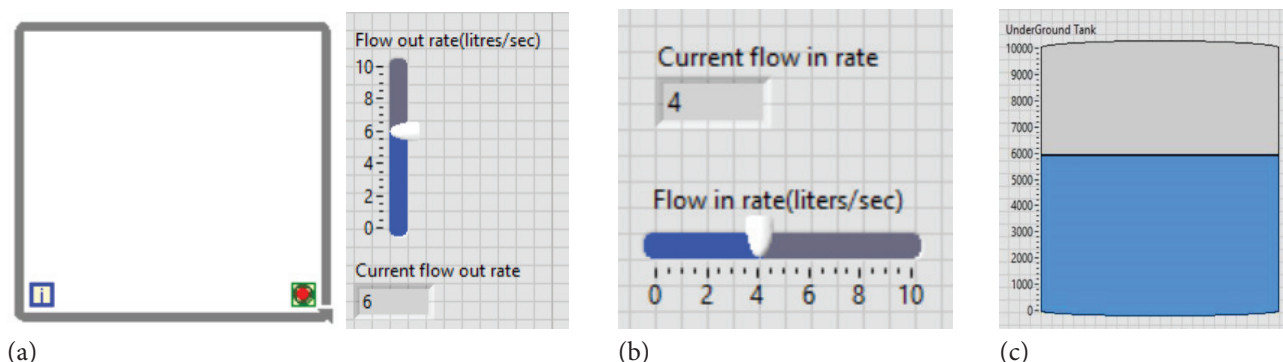 Flow out rate(litres/sec)
10
8
6
4
2
0
Current flow out rate
6
i
(a)
Current flow in rate
4
Flow in rate(liters/sec)
0 2 4 6 8 10
(b)
UnderGround Tank
10000
9000
8000
7000
6000
5000
4000
3000
2000
1000
0
(c)